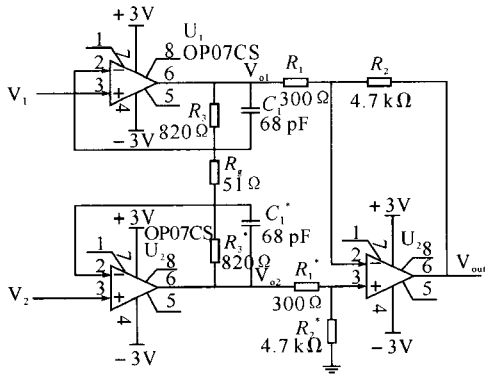 +3V
U1
OP07CS
1
7
8
2
6
3
5
4
−3V
V1
Vo1
R1
300 Ω
R2
4.7 kΩ
R3
820 Ω
C1
68 pF
Rg
51 Ω
+3V
OP07CS
U2
1
7
8
2
6
3
5
4
−3V
V2
C1*
68 pF
R3*
820 Ω
Vo2
R1*
300 Ω
R2*
4.7 kΩ
+3V
U2
1
7
8
2
6
3
5
4
−3V
Vout